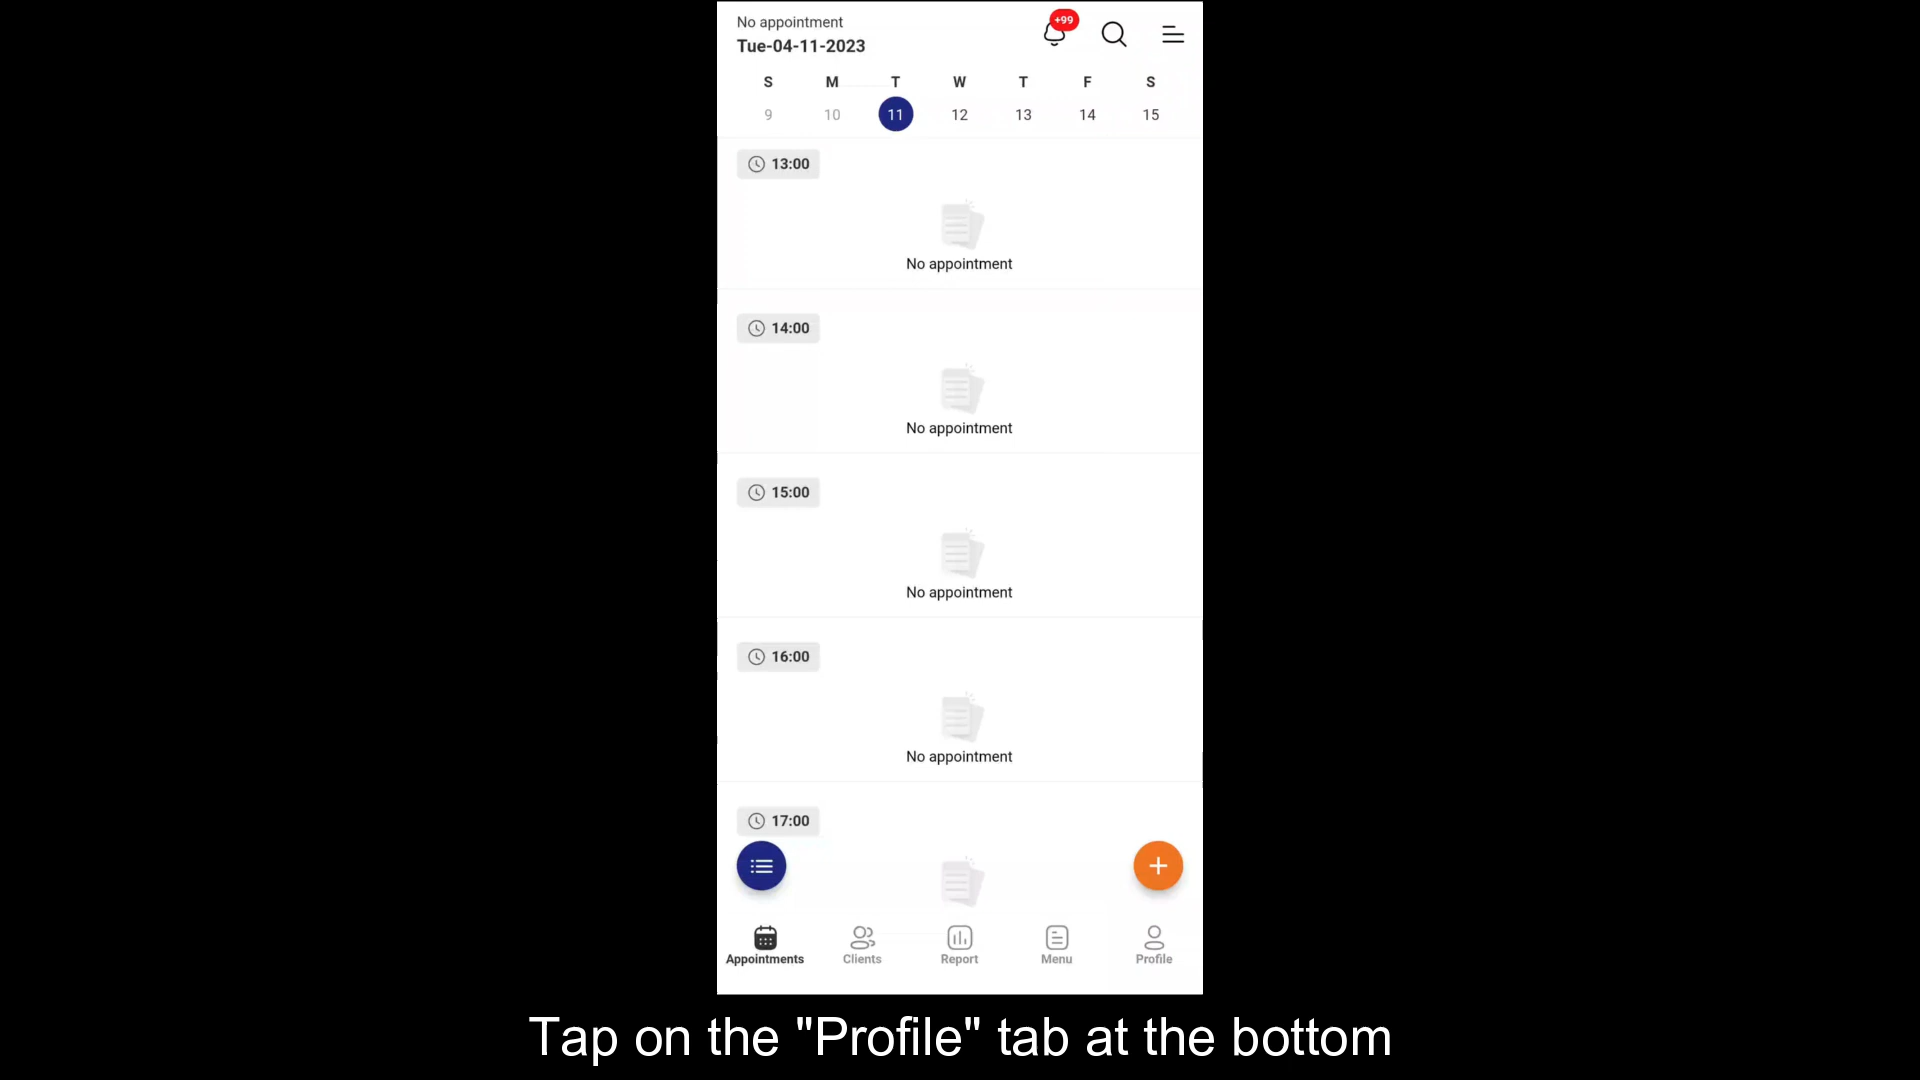 No appointment
+99
Tue-04-11-2023
S M T W T F S
9 10 11 12 13 14 15
13:00
No appointment
14:00
No appointment
15:00
No appointment
16:00
No appointment
17:00
Appointments Clients Report Menu Profile
Tap on the "Profile" tab at the bottom